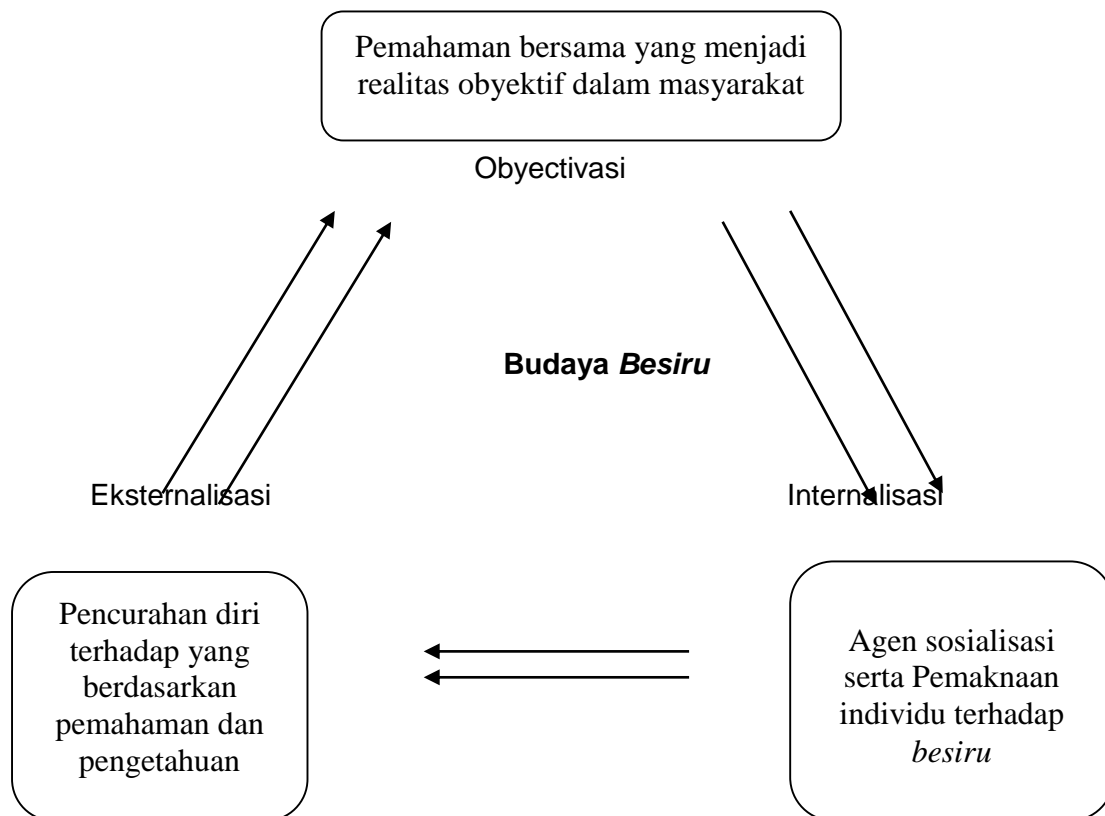 Pemahaman bersama yang menjadi
realitas obyektif dalam masyarakat
Obyectivasi
Budaya Besiru
Eksternalisasi
Internalisasi
Pencurahan diri
terhadap yang
berdasarkan
pemahaman dan
pengetahuan
Agen sosialisasi
serta Pemaknaan
individu terhadap
besiru